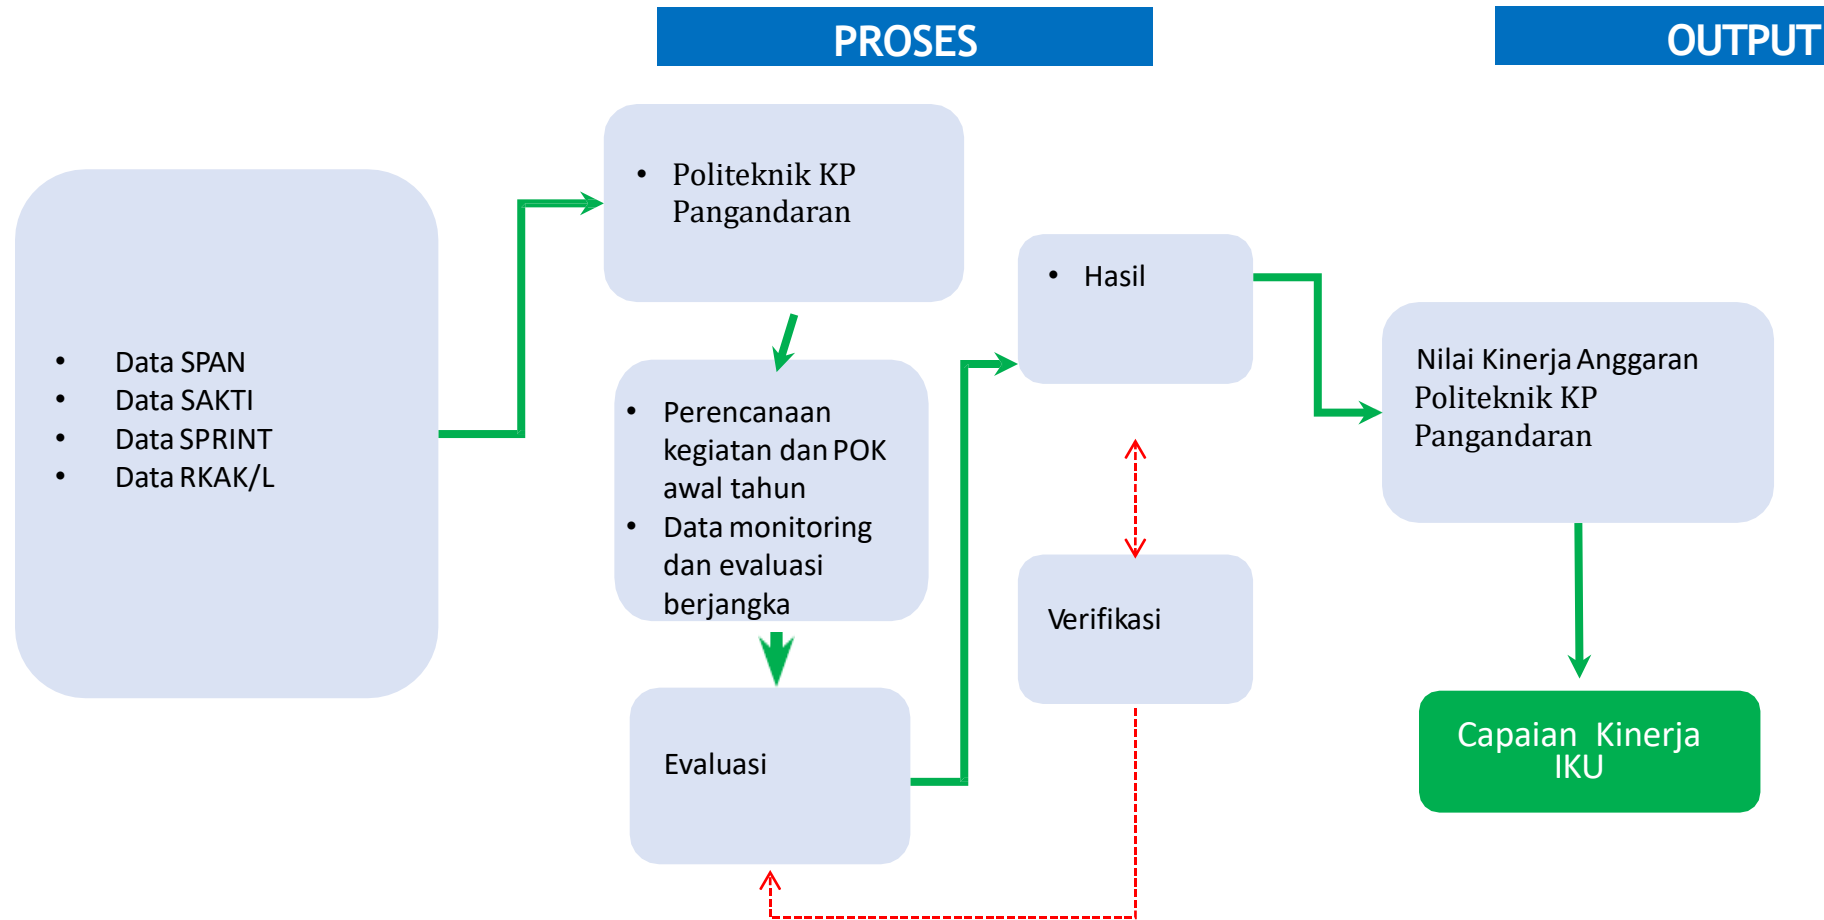 PROSES
OUTPUT
• Data SPAN
• Data SAKTI
• Data SPRINT
• Data RKAK/L
• Politeknik KP
Pangandaran
• Perencanaan
kegiatan dan POK
awal tahun
• Data monitoring
dan evaluasi
berjangka
Evaluasi
• Hasil
Verifikasi
Nilai Kinerja Anggaran
Politeknik KP
Pangandaran
Capaian Kinerja
IKU